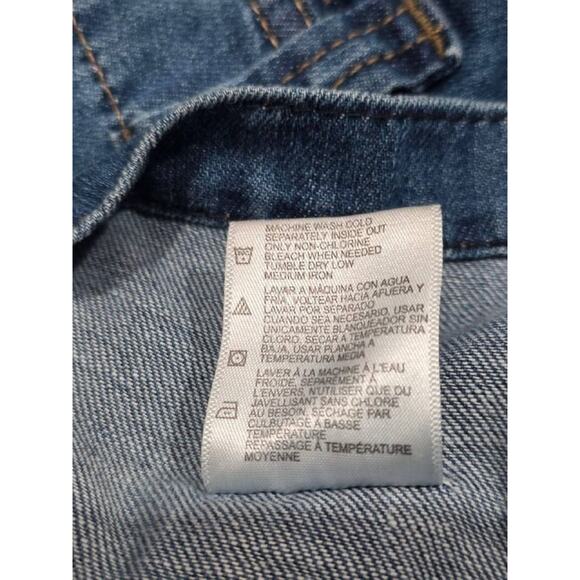 MACHINE WASH COLD
SEPARATELY INSIDE OUT
ONLY NON-CHLORINE
BLEACH WHEN NEEDED
TUMBLE DRY LOW
MEDIUM IRON
LAVAR A MÁQUINA CON AGUA
FRÍA, VOLTEAR HACIA AFUERA Y
LAVAR POR SEPARADO
CUANDO SEA NECESARIO, USAR
UNICAMENTE BLANQUEADOR SIN
CLORO, SECAR A TEMPERATURA
BAJA, USAR PLANCHA A
TEMPERATURA MEDIA
LAVER À LA MACHINE À L'EAU
FROIDE, SÉPARÉMENT À
L'ENVERS, N'UTILISER QUE DU
JAVELLISANT SANS CHLORE
AU BESOIN, SÉCHAGE PAR
CULBUTAGE À BASSE
TEMPÉRATURE
REPASSAGE À TEMPÉRATURE
MOYENNE